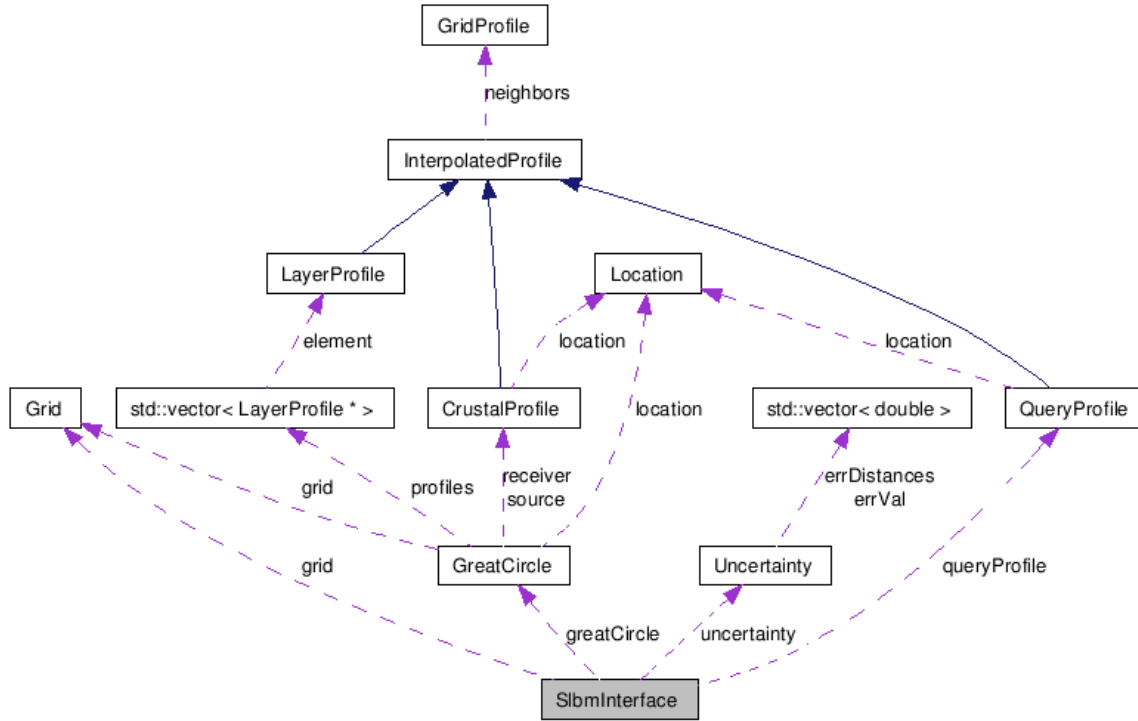 GridProfile
neighbors
InterpolatedProfile
LayerProfile
Location
element
location
location
Grid
std::vector< LayerProfile * >
CrustalProfile
location
std::vector< double >
QueryProfile
grid
profiles
receiver
source
errDistances
errVal
grid
GreatCircle
Uncertainty
queryProfile
greatCircle
uncertainty
SlbmInterface